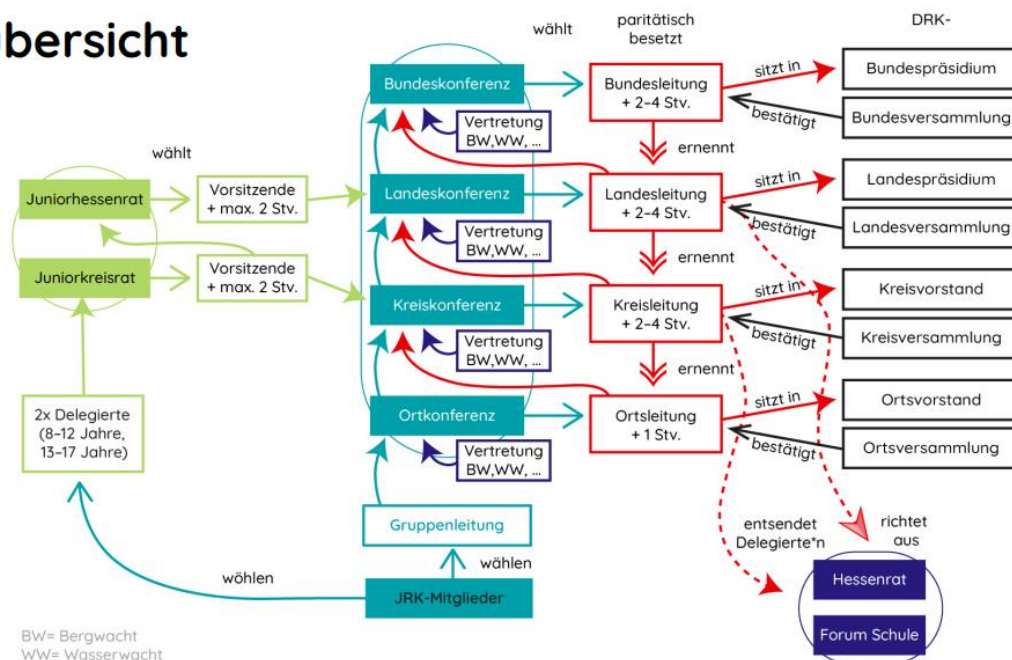 bersicht
wählt
paritätisch
besetzt
DRK-
Bundeskonferenz
Bundesleitung
+ 2–4 Stv.
sitzt in
bestätigt
Bundespräsidium
Bundesversammlung
Vertretung
BW,WW, ...
ernennt
wählt
Juniorhessenrat
Vorsitzende
+ max. 2 Stv.
Landeskonferenz
Landesleitung
+ 2–4 Stv.
sitzt in
bestätigt
Landespräsidium
Landesversammlung
Vertretung
BW,WW, ...
ernennt
Juniorkreisrat
Vorsitzende
+ max. 2 Stv.
Kreiskonferenz
Kreisleitung
+ 2–4 Stv.
sitzt in
bestätigt
Kreisvorstand
Kreisversammlung
Vertretung
BW,WW, ...
ernennt
2x Delegierte
(8–12 Jahre,
13–17 Jahre)
Ortkonferenz
Ortsleitung
+ 1 Stv.
sitzt in
bestätigt
Ortsvorstand
Ortsversammlung
Vertretung
BW,WW, ...
Gruppenleitung
entsendet
Delegierte*n
richtet
aus
wöhlen
wählen
JRK-Mitglieder
Hessenrat
Forum Schule
BW= Bergwacht
WW= Wasserwacht